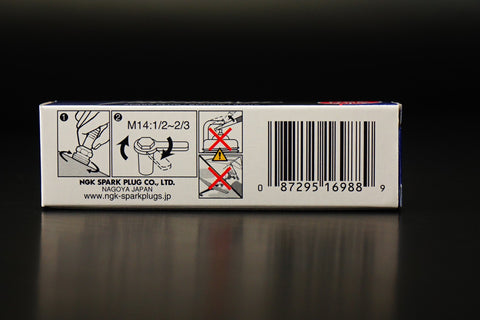 1
2
M14:1/2~2/3
NGK SPARK PLUG CO., LTD.
NAGOYA JAPAN
www.ngk-sparkplugs.jp
0 87295 16988 9